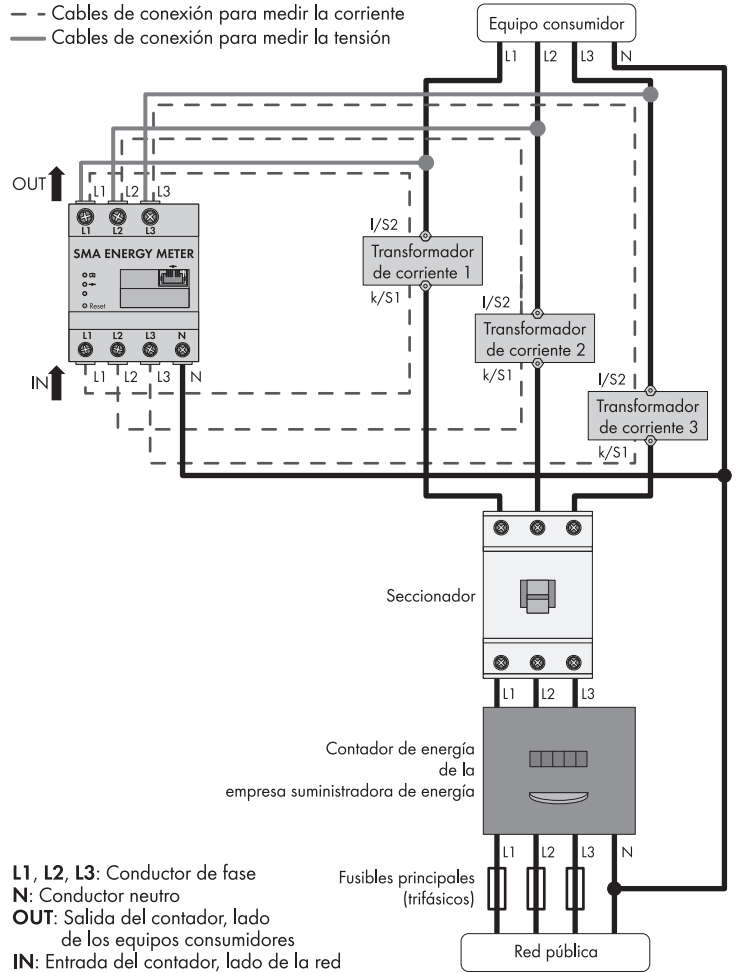 Cables de conexión para medir la corriente
Cables de conexión para medir la tensión
Equipo consumidor
L1 L2 L3 N
OUT
L1 L2 L3
L1 L2 L3
SMA ENERGY METER
Reset
L1 L2 L3 N
IN
L1 L2 L3 N
l/S2
Transformador
de corriente 1
k/S1
l/S2
Transformador
de corriente 2
k/S1
l/S2
Transformador
de corriente 3
k/S1
Seccionador
L1 L2 L3
Contador de energía
de la
empresa suministradora de energía
L1 L2 L3 N
Fusibles principales
(trifásicos)
Red pública
L1, L2, L3: Conductor de fase
N: Conductor neutro
OUT: Salida del contador, lado
de los equipos consumidores
IN: Entrada del contador, lado de la red